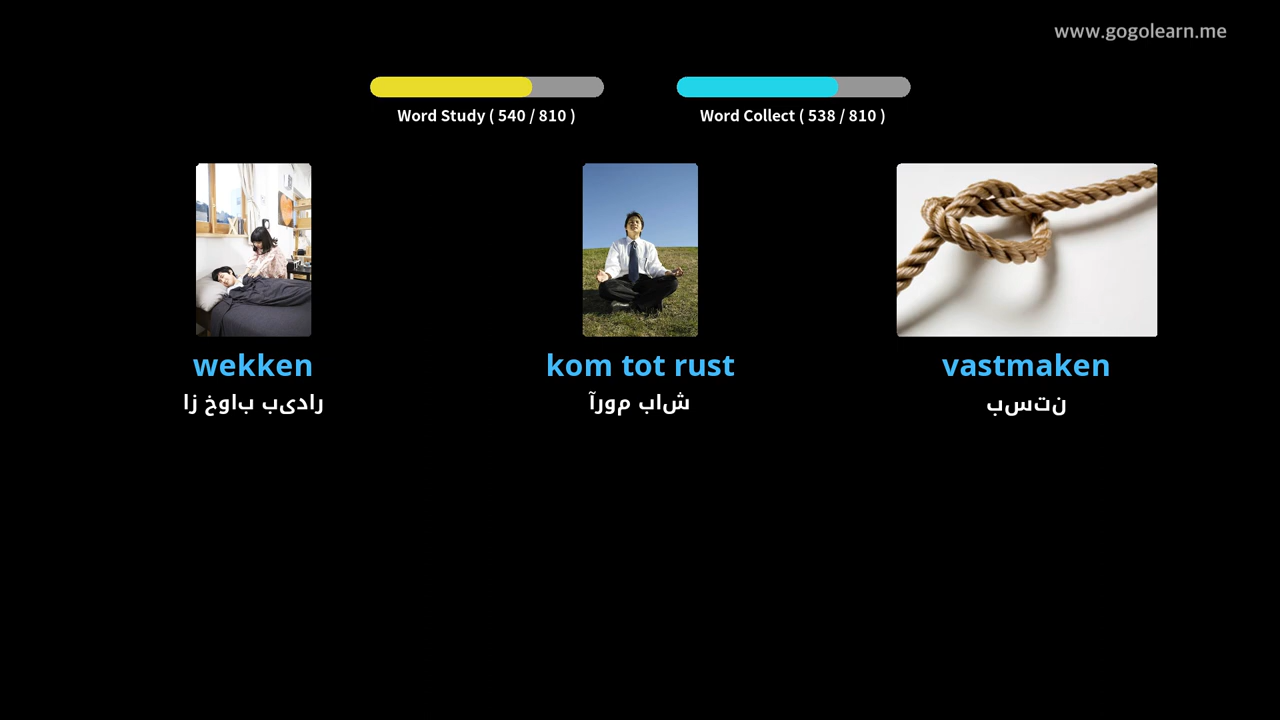 www.gogolearn.me
Word Study ( 540 / 810 )
Word Collect ( 538 / 810 )
wekken
از خواب بیدار
kom tot rust
آروم باش
vastmaken
بستن